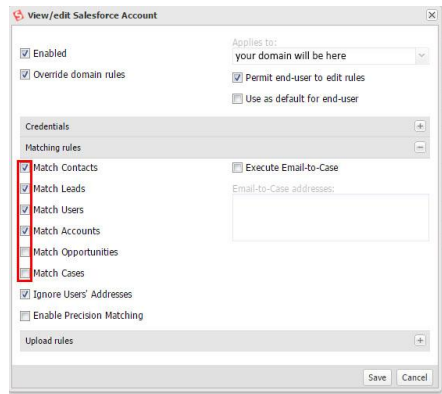 View/edit Salesforce Account
Enabled
Applies to:
your domain will be here
Override domain rules
Permit end-user to edit rules
Use as default for end-user
Credentials
Matching rules
Match Contacts
Execute Email-to-Case
Match Leads
Email-to-Case addresses:
Match Users
Match Accounts
Match Opportunities
Match Cases
Ignore Users' Addresses
Enable Precision Matching
Upload rules
Save Cancel